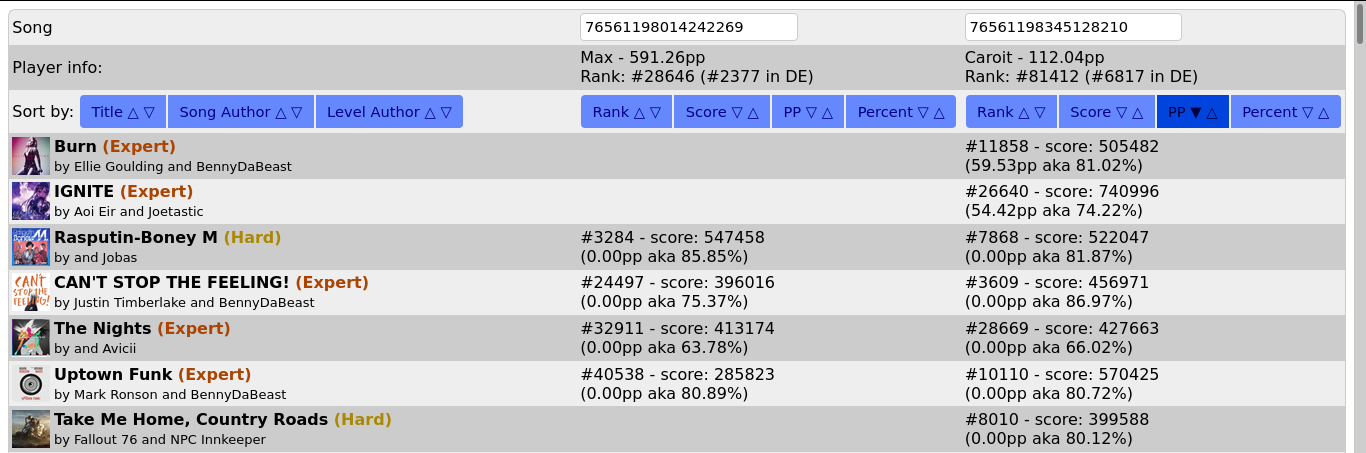 Song 76561198014242269 76561198345128210
Player info: Max - 591.26pp Caroit - 112.04pp
Rank: #28646 (#2377 in DE) Rank: #81412 (#6817 in DE)
Sort by: Title △ ▽ Song Author △ ▽ Level Author △ ▽ Rank △ ▽ Score ▽ △ PP ▽ △ Percent ▽ △ Rank △ ▽ Score ▽ △ PP ▼ △ Percent ▽ △
Burn (Expert) #11858 - score: 505482
by Ellie Goulding and BennyDaBeast (59.53pp aka 81.02%)
IGNITE (Expert) #26640 - score: 740996
by Aoi Eir and Joetastic (54.42pp aka 74.22%)
Rasputin-Boney M (Hard) #3284 - score: 547458 #7868 - score: 522047
by and Jobas (0.00pp aka 85.85%) (0.00pp aka 81.87%)
CAN'T STOP THE FEELING! (Expert) #24497 - score: 396016 #3609 - score: 456971
by Justin Timberlake and BennyDaBeast (0.00pp aka 75.37%) (0.00pp aka 86.97%)
The Nights (Expert) #32911 - score: 413174 #28669 - score: 427663
by and Avicii (0.00pp aka 63.78%) (0.00pp aka 66.02%)
Uptown Funk (Expert) #40538 - score: 285823 #10110 - score: 570425
by Mark Ronson and BennyDaBeast (0.00pp aka 80.89%) (0.00pp aka 80.72%)
Take Me Home, Country Roads (Hard) #8010 - score: 399588
by Fallout 76 and NPC Innkeeper (0.00pp aka 80.12%)